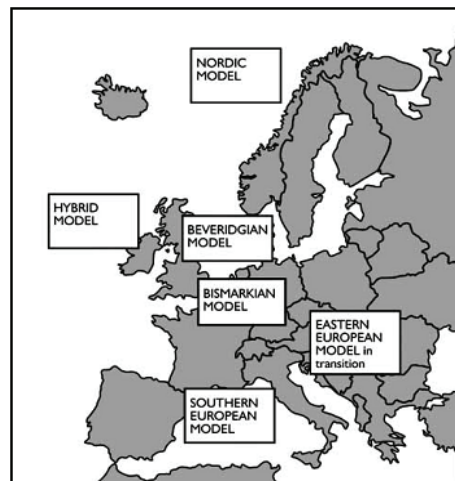 NORDIC
MODEL
HYBRID
MODEL
BEVERIDGIAN
MODEL
BISMARKIAN
MODEL
EASTERN
EUROPEAN
MODEL in
transition
SOUTHERN
EUROPEAN
MODEL